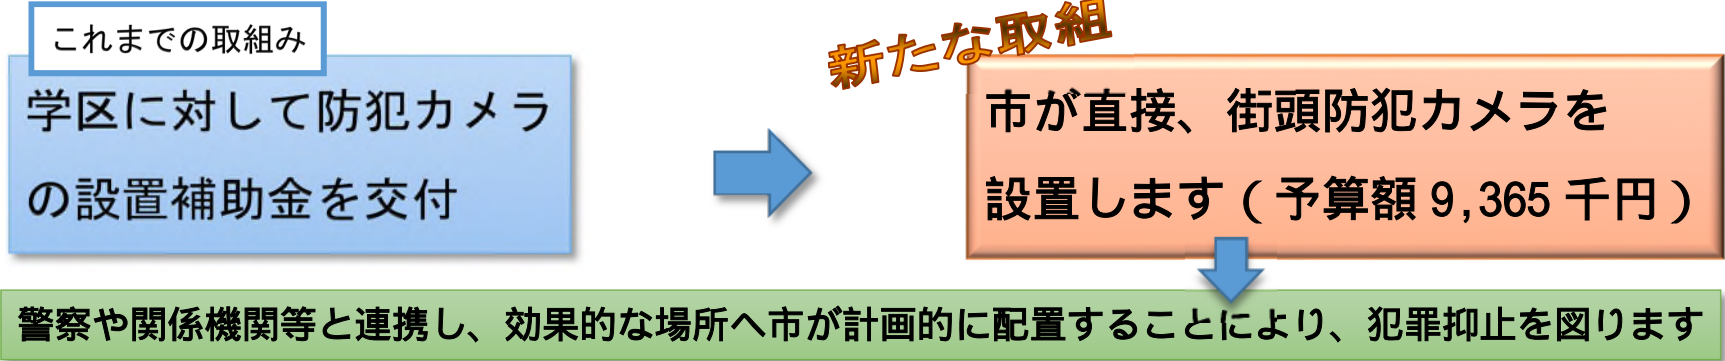 これまでの取組み
学区に対して防犯カメラ
の設置補助金を交付
新たな取組
市が直接、街頭防犯カメラを
設置します（予算額 9,365 千円）
警察や関係機関等と連携し、効果的な場所へ市が計画的に配置することにより、犯罪抑止を図ります